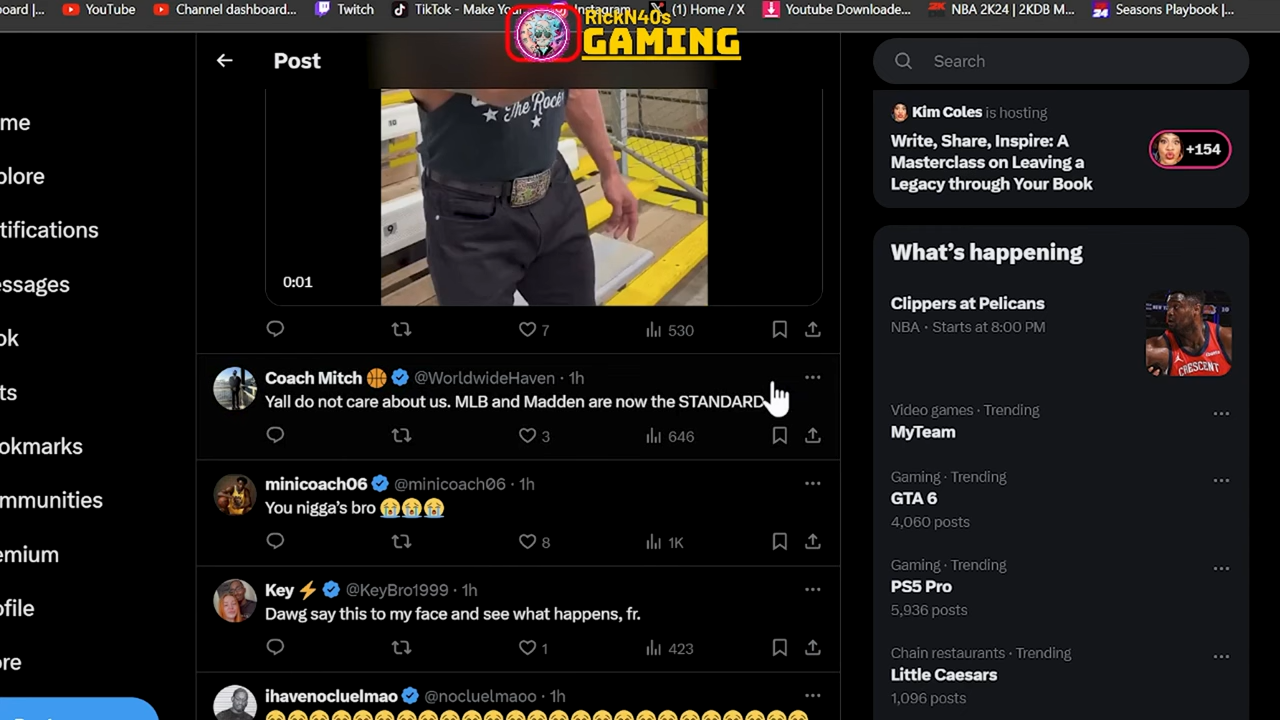 board |...
YouTube
Channel dashboard...
Twitch
TikTok - Make Your
Instagram
(1) Home / X
Youtube Downloade...
NBA 2K24 | 2KDB M...
Seasons Playbook |...
RickN40s
GAMING
Post
Search
me
plore
tifications
essages
ok
ts
okmarks
mmunities
emium
ofile
ore
The Rock
10
9
0:01
7
530
Coach Mitch 🏀 @WorldwideHaven · 1h
Yall do not care about us. MLB and Madden are now the STANDARD
3
646
minicoach06 @minicoach06 · 1h
You nigga's bro 😭😭😭
8
1K
Key ⚡ @KeyBro1999 · 1h
Dawg say this to my face and see what happens, fr.
1
423
ihavenocluelmao @nocluelmaoo · 1h
Kim Coles is hosting
Write, Share, Inspire: A
Masterclass on Leaving a
Legacy through Your Book
+154
What's happening
Clippers at Pelicans
NBA · Starts at 8:00 PM
CRESCENT
Video games · Trending
MyTeam
Gaming · Trending
GTA 6
4,060 posts
Gaming · Trending
PS5 Pro
5,936 posts
Chain restaurants · Trending
Little Caesars
1,096 posts